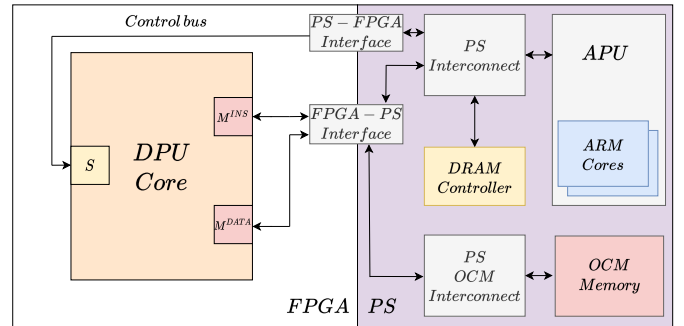 Control bus
PS – FPGA
Interface
PS
Interconnect
APU
M^INS
FPGA – PS
Interface
DPU
Core
S
ARM
Cores
DRAM
Controller
M^DATA
PS
OCM
Interconnect
OCM
Memory
FPGA
PS